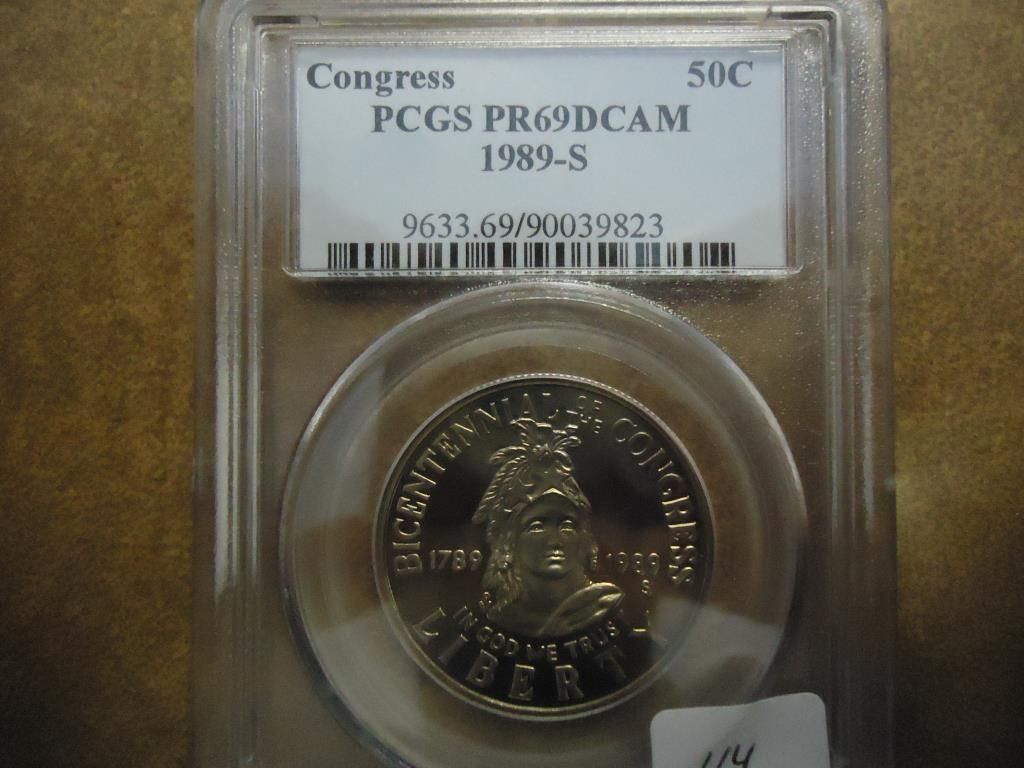 Congress 50C
PCGS PR69DCAM
1989-S
9633.69/90039823
BICENTENNIAL OF THE CONGRESS
1789 1989
S
IN GOD WE TRUST
LIBERTY
114